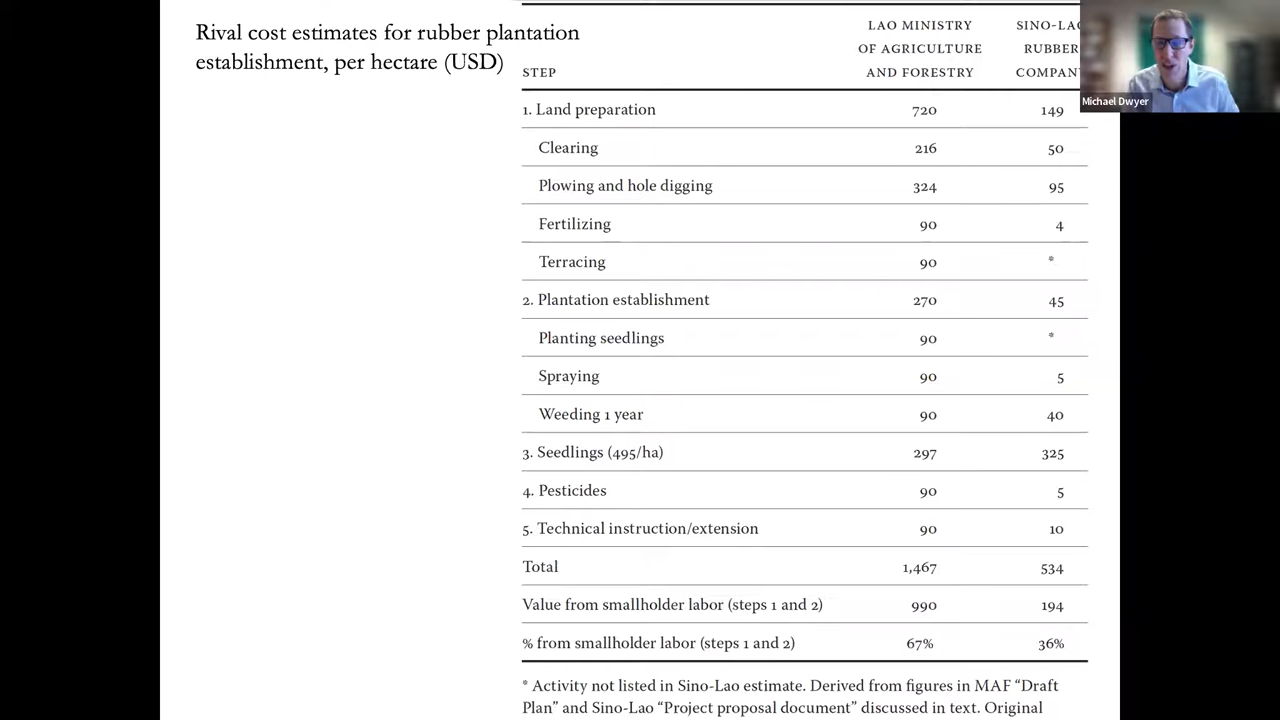 Rival cost estimates for rubber plantation
establishment, per hectare (USD)
STEP LAO MINISTRY OF AGRICULTURE AND FORESTRY SINO-LAO RUBBER COMPANY
1. Land preparation 720 149
Clearing 216 50
Plowing and hole digging 324 95
Fertilizing 90 4
Terracing 90 *
2. Plantation establishment 270 45
Planting seedlings 90 *
Spraying 90 5
Weeding 1 year 90 40
3. Seedlings (495/ha) 297 325
4. Pesticides 90 5
5. Technical instruction/extension 90 10
Total 1,467 534
Value from smallholder labor (steps 1 and 2) 990 194
% from smallholder labor (steps 1 and 2) 67% 36%
* Activity not listed in Sino-Lao estimate. Derived from figures in MAF “Draft
Plan” and Sino-Lao “Project proposal document” discussed in text. Original
Michael Dwyer